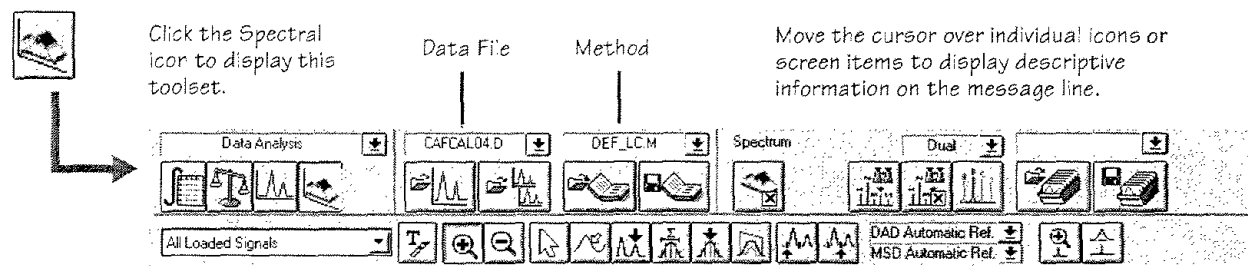 Click the Spectral
icon to display this
toolset.
Data File
Method
Move the cursor over individual icons or
screen items to display descriptive
information on the message line.
Data Analysis
CAFCAL04.D
DEF_LC.M
Spectrum
Dual
All Loaded Signals
T
DAD Automatic Ref.
MSD Automatic Ref.